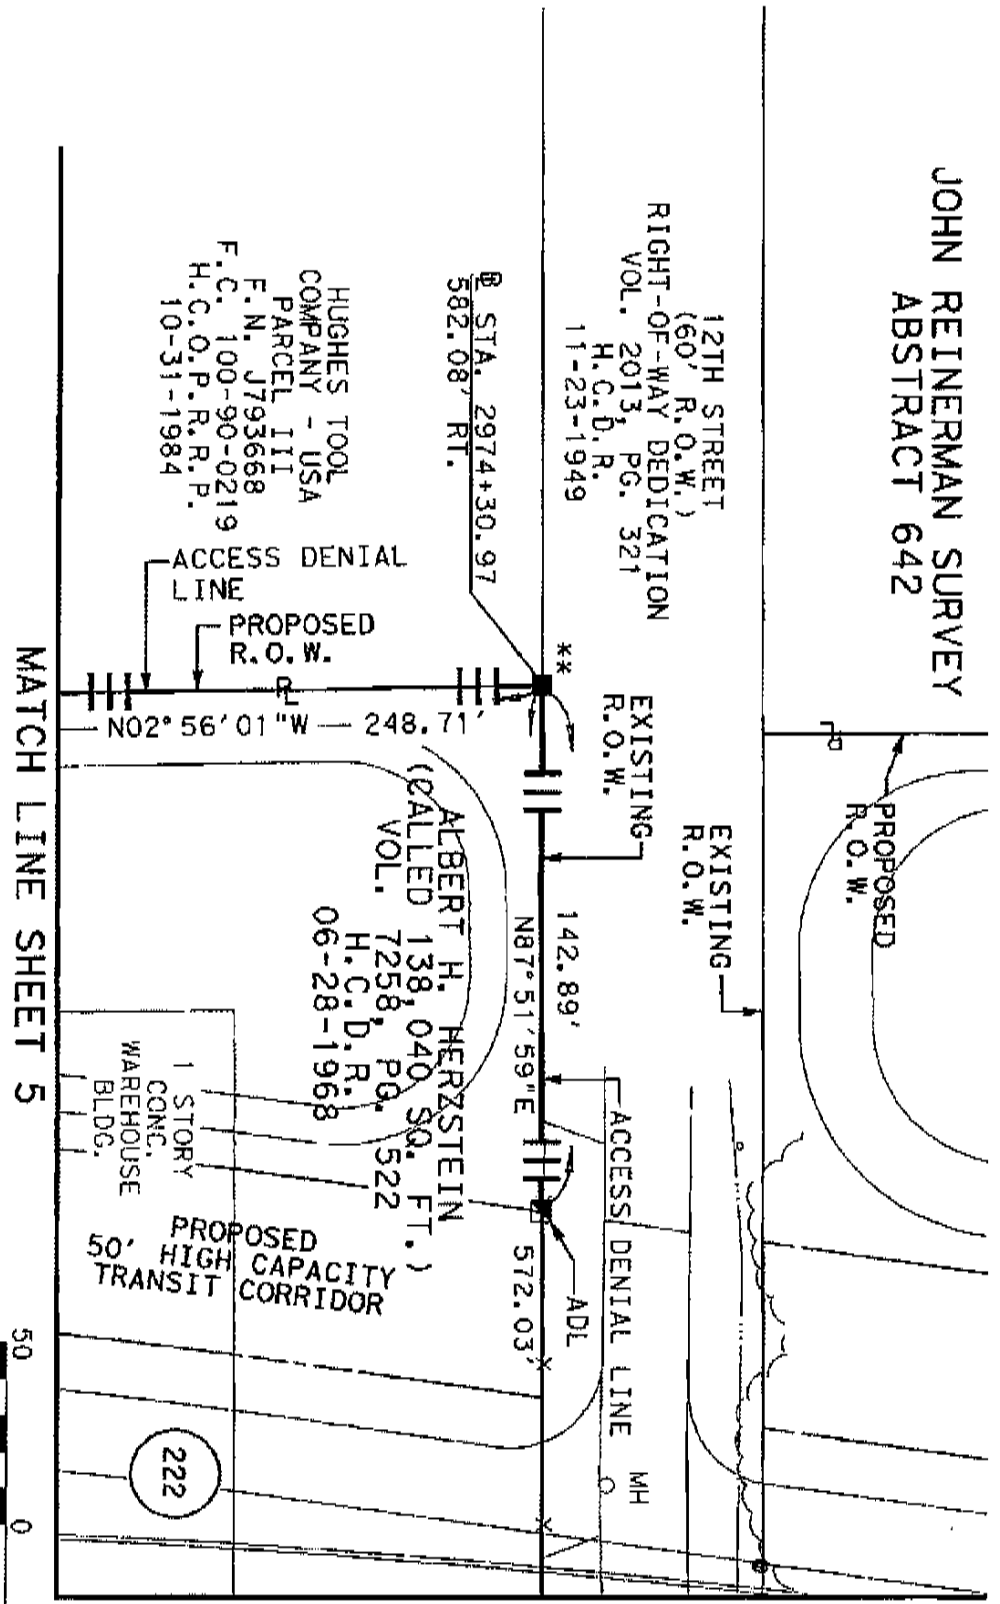 JOHN REINERMAN SURVEY
ABSTRACT 642
12TH STREET
(60' R.O.W.)
RIGHT-OF-WAY DEDICATION
VOL. 2013, PG. 321
H.C.D.R.
11-23-1949
STA. 2974+30.97
582.08' RT.
HUGHES TOOL
COMPANY - USA
PARCEL III
F.N. J793668
F.C. 100-90-0219
H.C.O.P.R.R.P.
10-31-1984
ACCESS DENIAL
LINE
PROPOSED
R.O.W.
PL
N02°56'01"W — 248.71'
**
EXISTING
R.O.W.
EXISTING
R.O.W.
PROPOSED
R.O.W.
142.89'
N87°51'59"E
572.03'
ACCESS DENIAL LINE
ADL
MH
ALBERT H. HERZSTEIN
(CALLED 138,040 SQ. FT.)
VOL. 7258, PG. 522
H.C.D.R.
06-28-1968
1 STORY
CONC.
WAREHOUSE
BLDG.
PROPOSED
50' HIGH CAPACITY
TRANSIT CORRIDOR
222
MATCH LINE SHEET 5
50
0